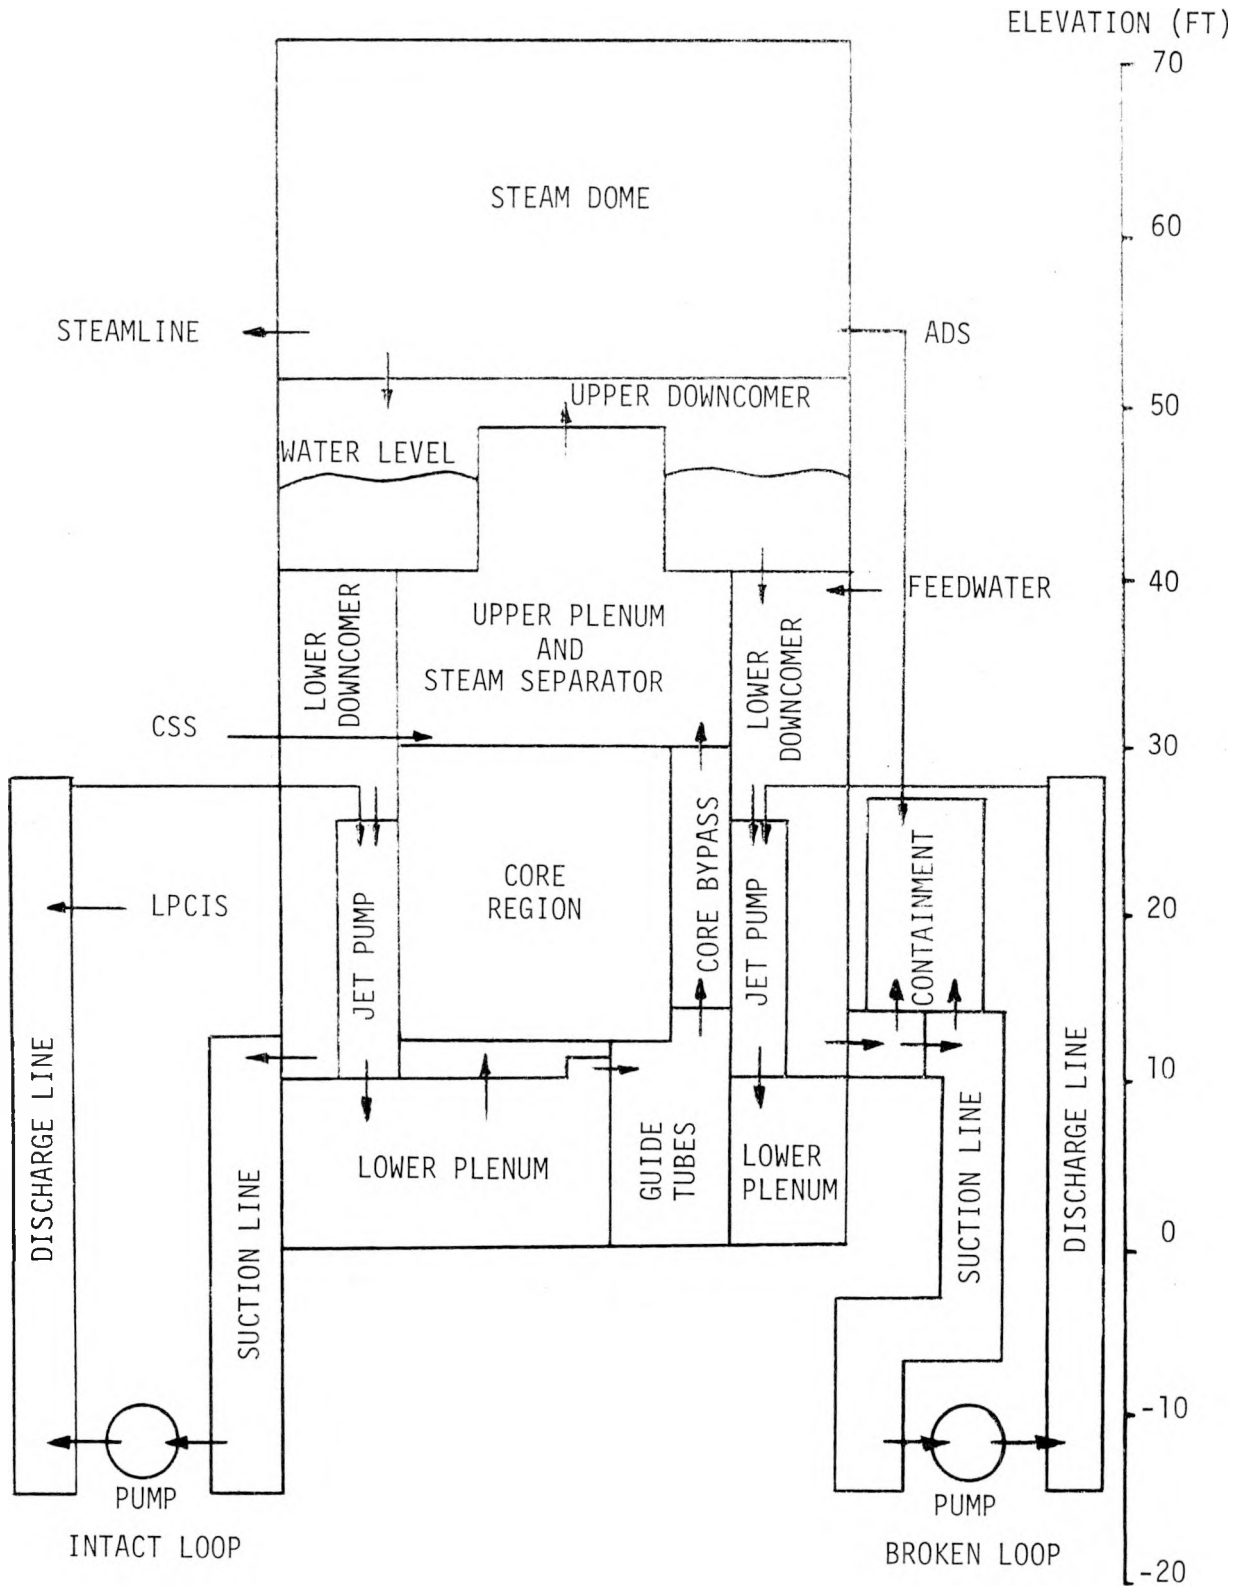 ELEVATION (FT)
70
STEAM DOME
60
STEAMLINE
ADS
UPPER DOWNCOMER
50
WATER LEVEL
40
FEEDWATER
LOWER
DOWNCOMER
UPPER PLENUM
AND
STEAM SEPARATOR
LOWER
DOWNCOMER
CSS
30
CORE BYPASS
CORE
REGION
CONTAINMENT
LPCIS
20
JET PUMP
JET PUMP
10
DISCHARGE LINE
SUCTION LINE
LOWER PLENUM
GUIDE
TUBES
LOWER
PLENUM
SUCTION LINE
DISCHARGE LINE
0
-10
PUMP
PUMP
INTACT LOOP
BROKEN LOOP
-20